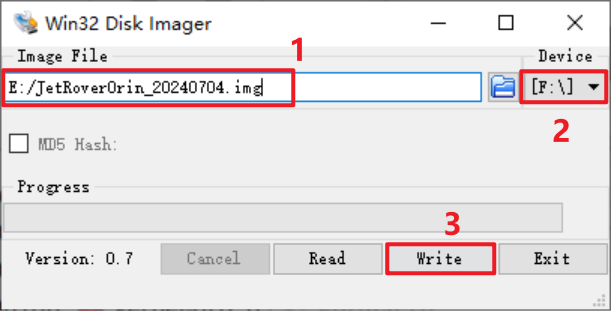 Win32 Disk Imager
1
Image File
Device
E:/JetRoverOrin_20240704.img
[F:\]
2
MD5 Hash:
Progress
3
Version: 0.7
Cancel
Read
Write
Exit